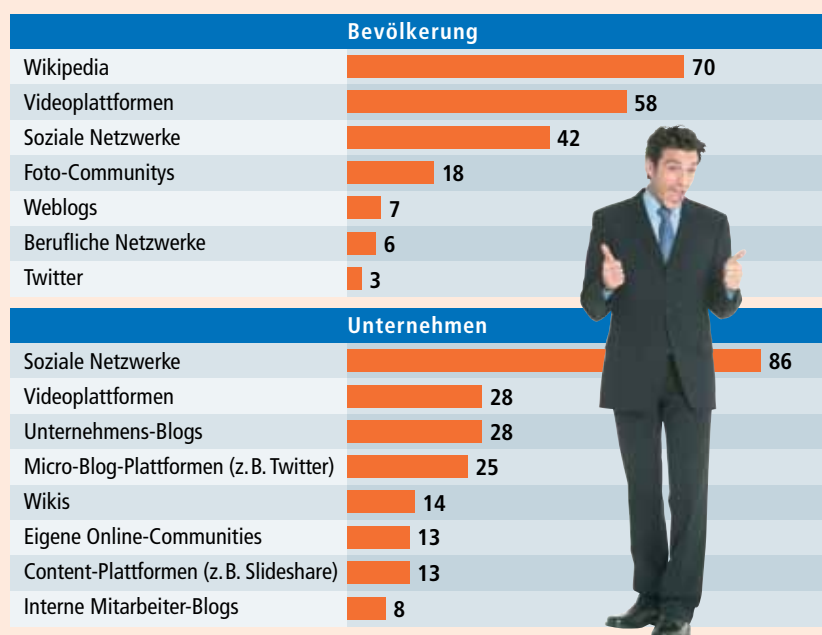 Bevölkerung
Wikipedia 70
Videoplattformen 58
Soziale Netzwerke 42
Foto-Communitys 18
Weblogs 7
Berufliche Netzwerke 6
Twitter 3
Unternehmen
Soziale Netzwerke 86
Videoplattformen 28
Unternehmens-Blogs 28
Micro-Blog-Plattformen (z. B. Twitter) 25
Wikis 14
Eigene Online-Communities 13
Content-Plattformen (z. B. Slideshare) 13
Interne Mitarbeiter-Blogs 8